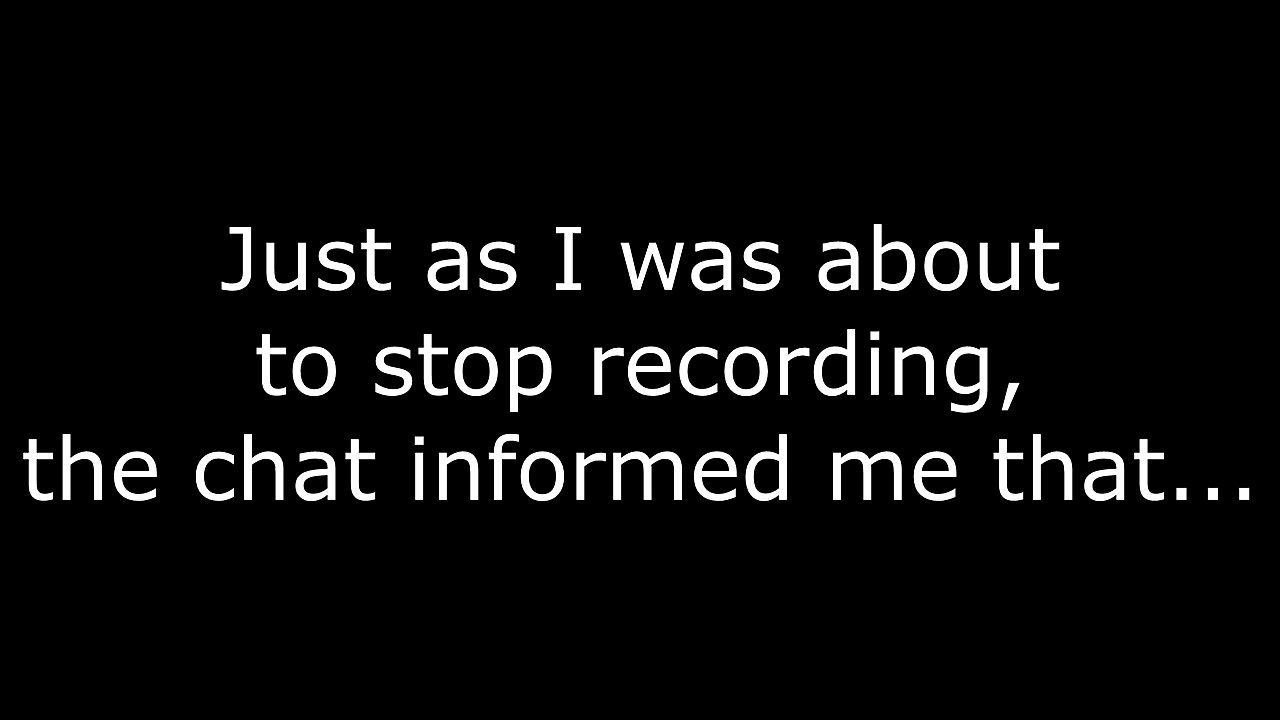 Just as I was about
to stop recording,
the chat informed me that...